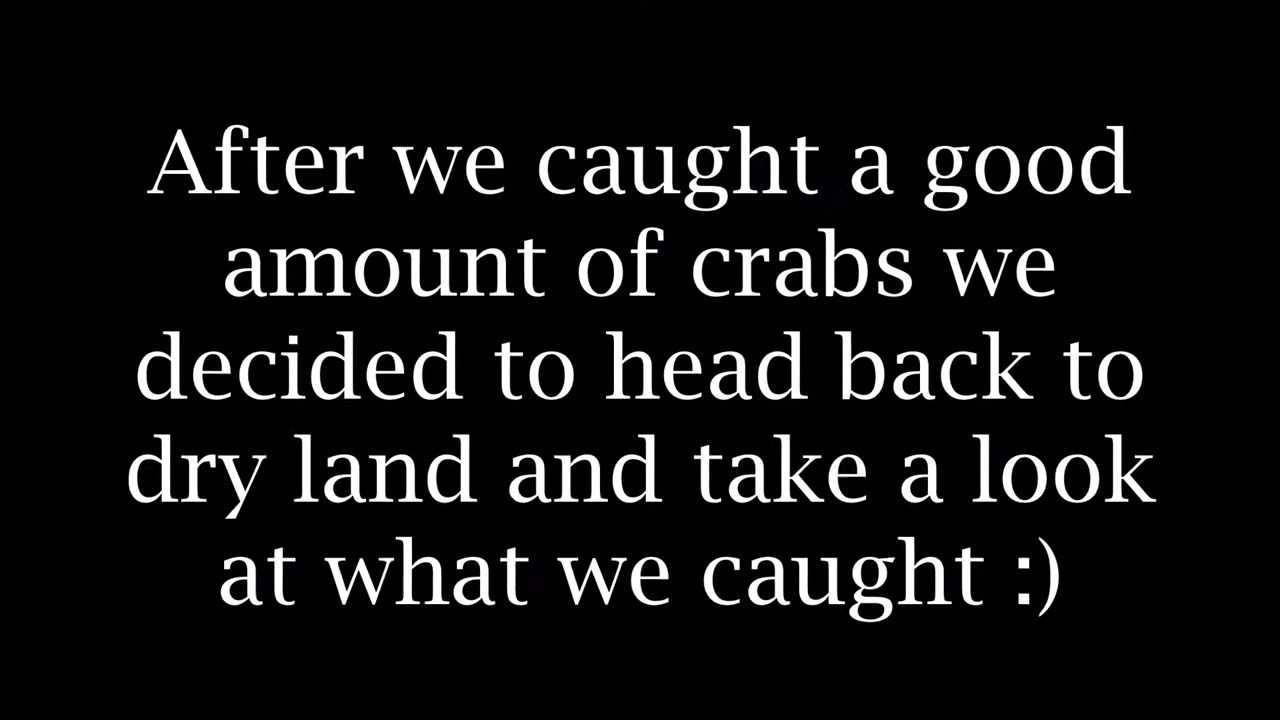 After we caught a good
amount of crabs we
decided to head back to
dry land and take a look
at what we caught :)